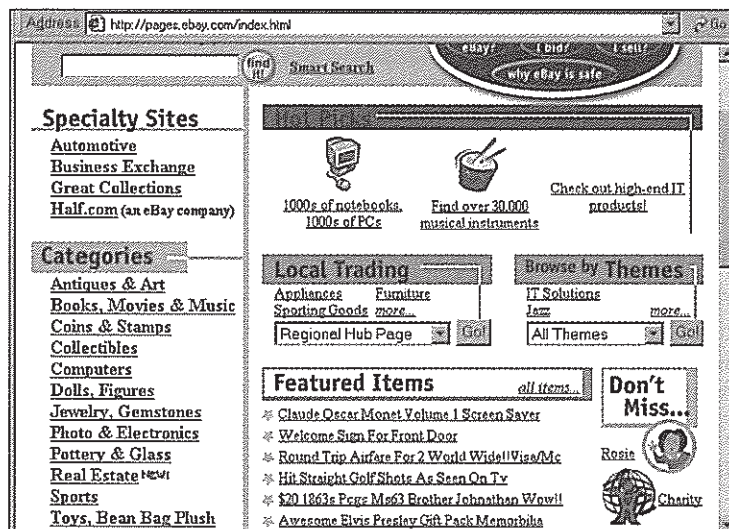 Address http://pages.ebay.com/index.html Go
eBay? I bid? I sell?
find it! Smart Search
why eBay is safe
Specialty Sites
Automotive
Business Exchange
Great Collections
Half.com (an eBay company)
Hot Picks
1000s of notebooks,
1000s of PCs
Find over 30,000
musical instruments
Check out high-end IT
products!
Categories
Antiques & Art
Books, Movies & Music
Coins & Stamps
Collectibles
Computers
Dolls, Figures
Jewelry, Gemstones
Photo & Electronics
Pottery & Glass
Real Estate NEW!
Sports
Toys, Bean Bag Plush
Local Trading
Appliances Furniture
Sporting Goods more...
Regional Hub Page Go!
Browse by Themes
IT Solutions
Jazz more...
All Themes Go!
Featured Items all items...
Claude Oscar Monet Volume 1 Screen Saver
Welcome Sign For Front Door
Round Trip Airfare For 2 World Wide!!Visa/Mc
Hit Straight Golf Shots As Seen On Tv
$20 1863s Pcgs Ms63 Brother Johnathan Wow!!
Awesome Elvis Presley Gift Pack Memorbilia
Don't
Miss...
Rosie
Charity